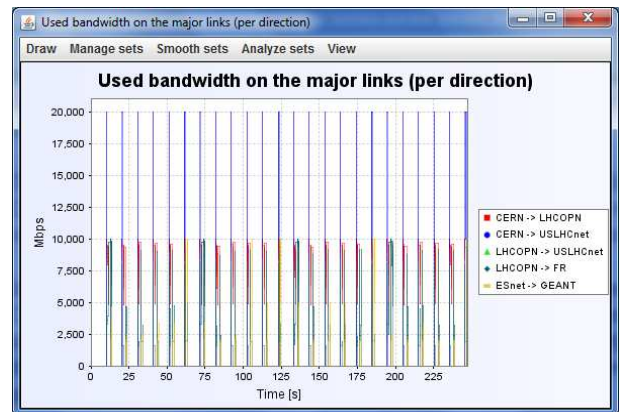 Used bandwidth on the major links (per direction)
Draw Manage sets Smooth sets Analyze sets View
Used bandwidth on the major links (per direction)
20,000
17,500
15,000
12,500
10,000
7,500
5,000
2,500
0
Mbps
0 25 50 75 100 125 150 175 200 225
Time [s]
CERN -> LHCOPN
CERN -> USLHCnet
LHCOPN -> USLHCnet
LHCOPN -> FR
ESnet -> GEANT